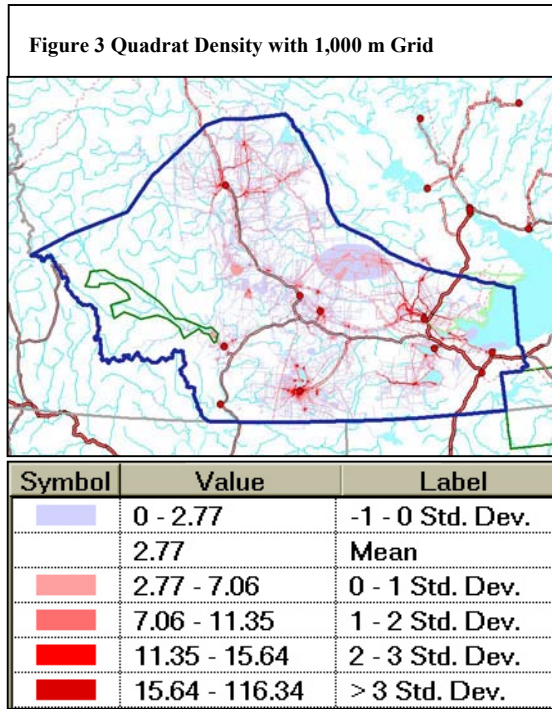 Figure 3 Quadrat Density with 1,000 m Grid
Symbol Value Label
0 - 2.77 -1 - 0 Std. Dev.
2.77 Mean
2.77 - 7.06 0 - 1 Std. Dev.
7.06 - 11.35 1 - 2 Std. Dev.
11.35 - 15.64 2 - 3 Std. Dev.
15.64 - 116.34 > 3 Std. Dev.